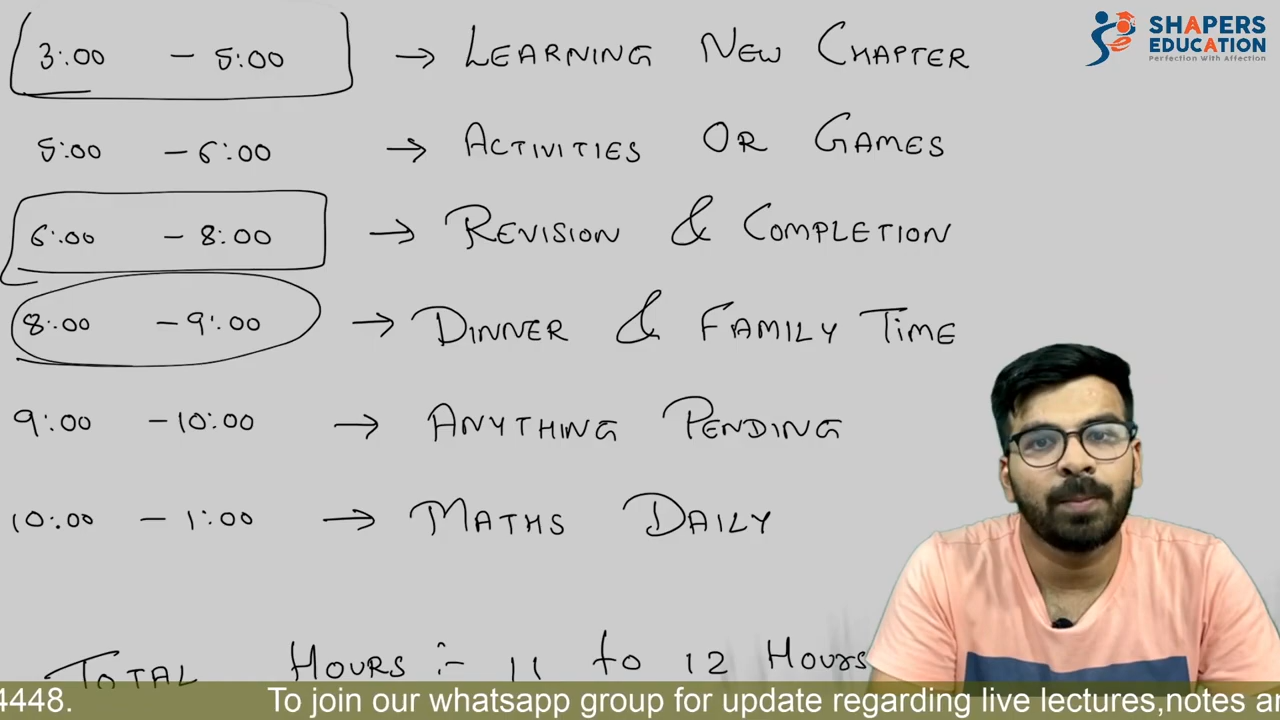 SHAPERS
EDUCATION
Perfection With Affection
3:00 - 5:00 → LEARNING NEW CHAPTER
5:00 - 6:00 → ACTIVITIES OR GAMES
6:00 - 8:00 → REVISION & COMPLETION
8:00 - 9:00 → DINNER & FAMILY TIME
9:00 - 10:00 → ANYTHING PENDING
10:00 - 1:00 → MATHS DAILY
TOTAL HOURS :- 11 to 12 HOURS
4448. To join our whatsapp group for update regarding live lectures,notes a